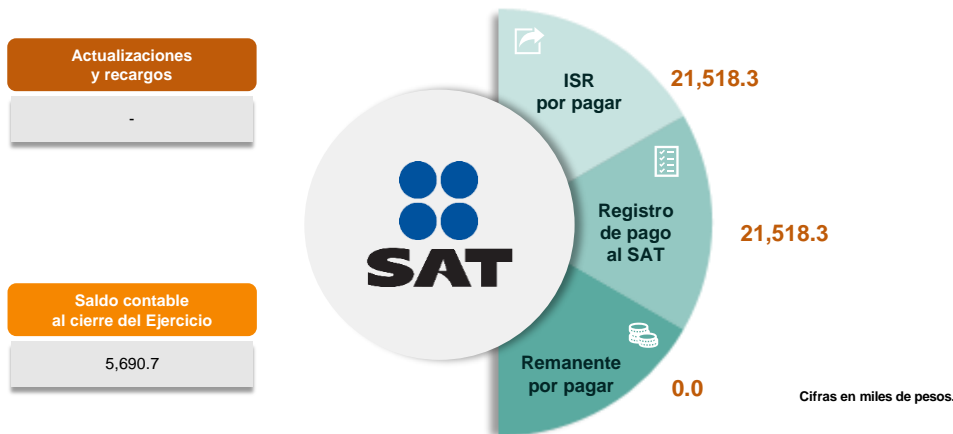 Actualizaciones
y recargos
-
Saldo contable
al cierre del Ejercicio
5,690.7
SAT
ISR
por pagar
21,518.3
Registro
de pago
al SAT
21,518.3
Remanente
por pagar
0.0
Cifras en miles de pesos.